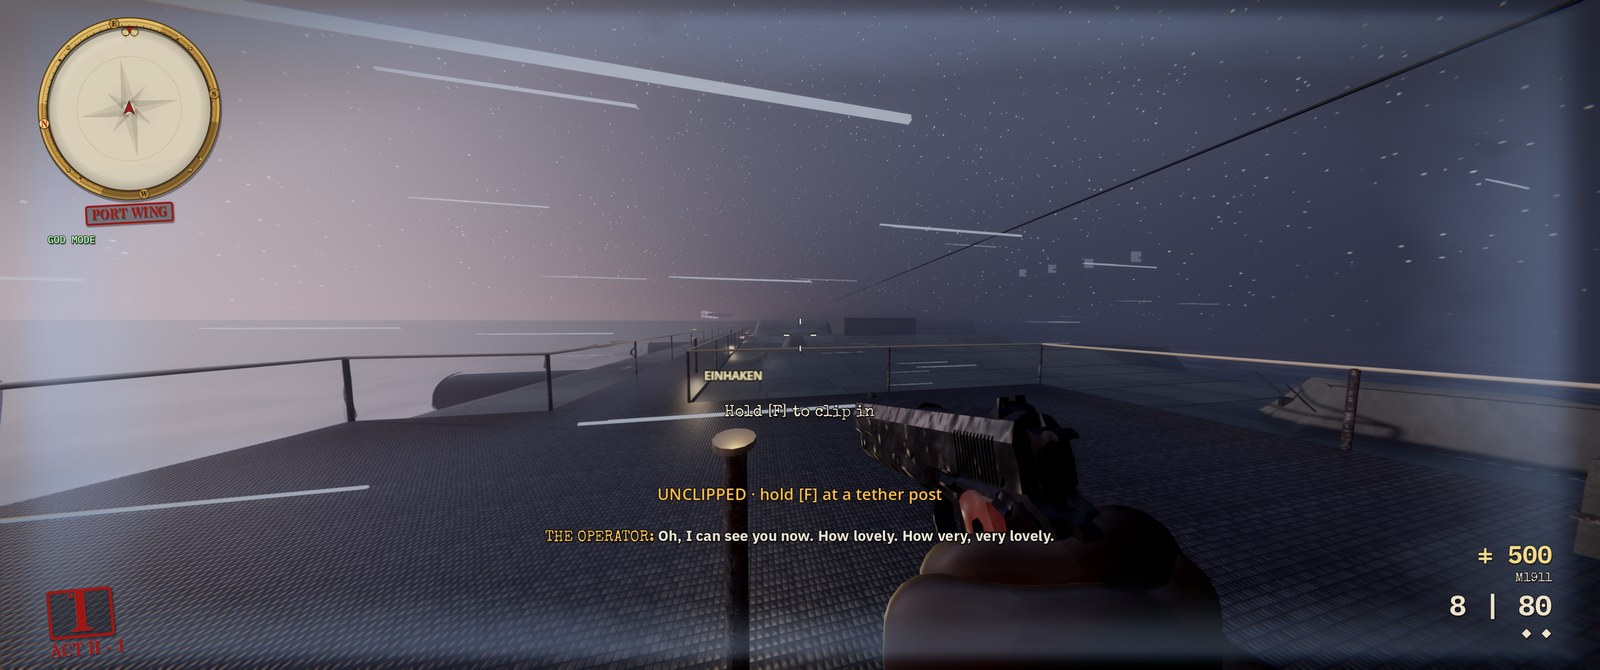 E
S
N
W
PORT WING
GOD MODE
EINHAKEN
Hold [F] to clip in
UNCLIPPED · hold [F] at a tether post
THE OPERATOR: Oh, I can see you now. How lovely. How very, very lovely.
500
M1911
8 | 80
I
ACT II · 1